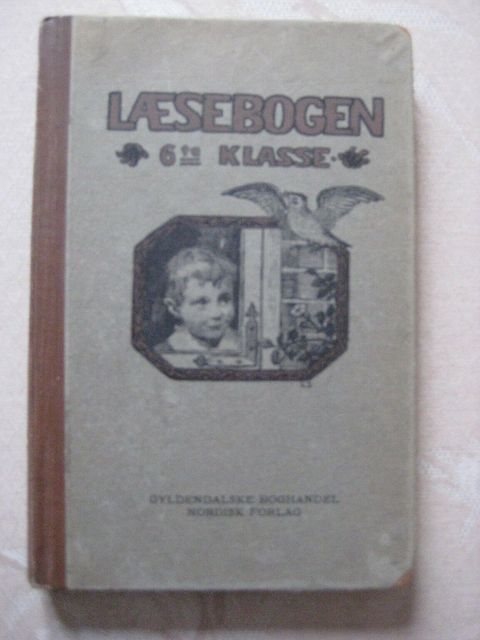 LÆSEBOGEN
6te KLASSE.
GYLDENDALSKE BOGHANDEL
NORDISK FORLAG